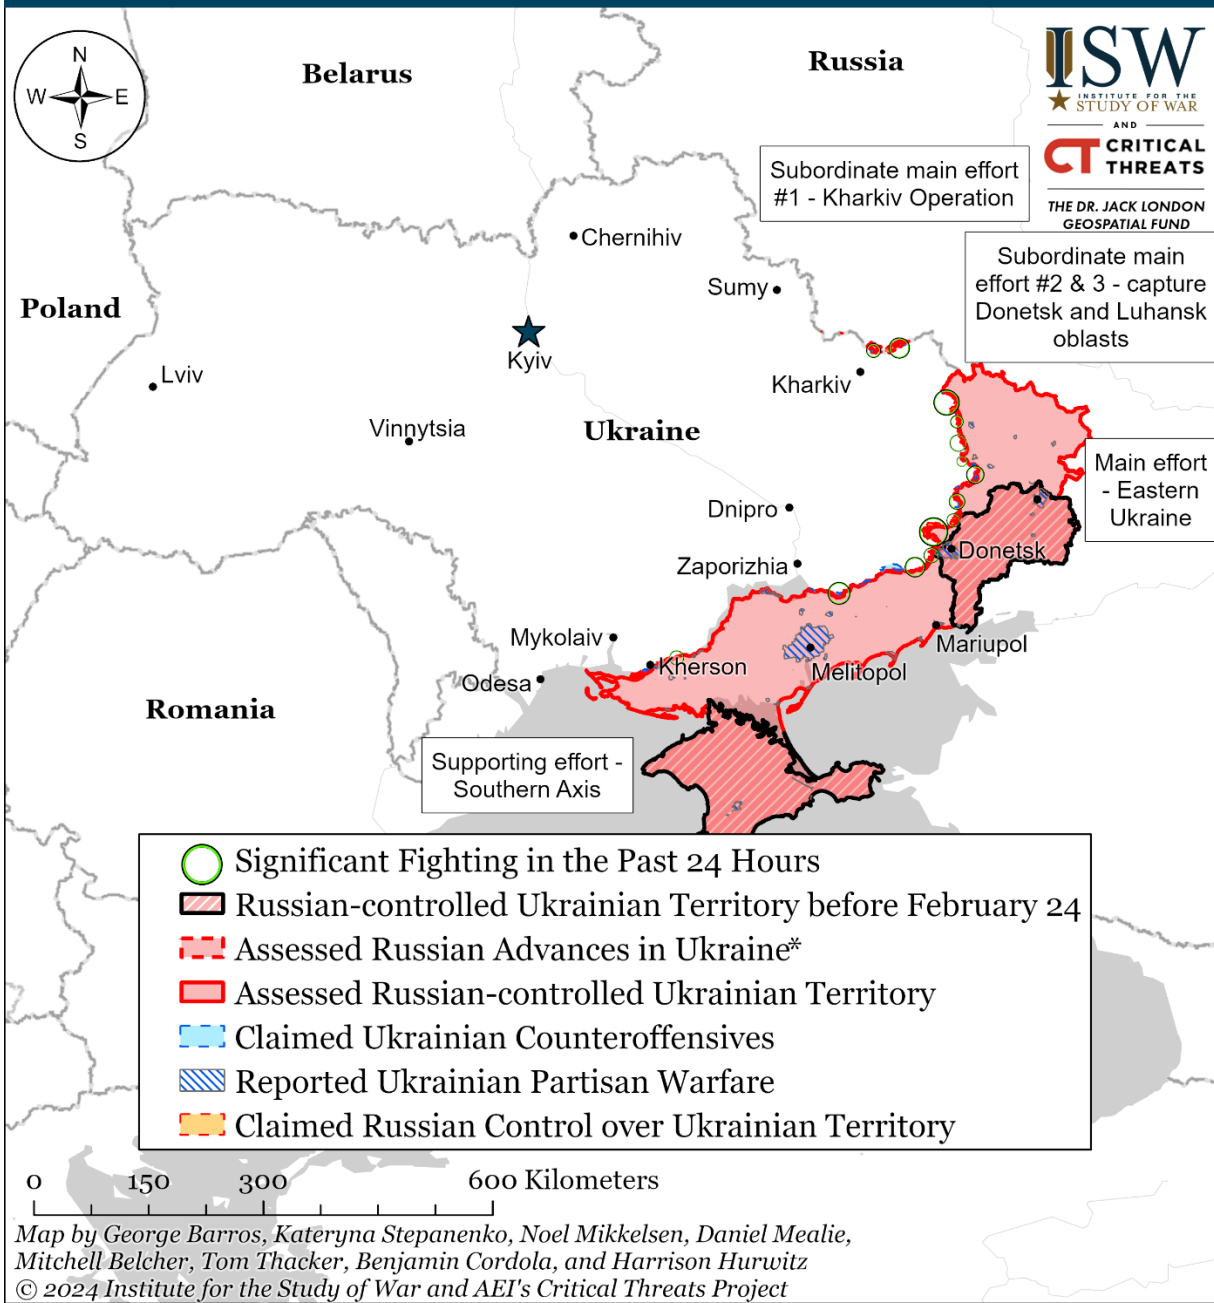 N
W
E
S
Belarus
Russia
ISW
INSTITUTE FOR THE
STUDY OF WAR
AND
CT CRITICAL
THREATS
THE DR. JACK LONDON
GEOSPATIAL FUND
Subordinate main effort
#1 - Kharkiv Operation
Subordinate main
effort #2 & 3 - capture
Donetsk and Luhansk
oblasts
Chernihiv
Sumy
Poland
Kyiv
Lviv
Kharkiv
Vinnytsia
Ukraine
Main effort
- Eastern
Ukraine
Dnipro
Donetsk
Zaporizhia
Mykolaiv
Mariupol
Kherson
Melitopol
Odesa
Romania
Supporting effort -
Southern Axis
Significant Fighting in the Past 24 Hours
Russian-controlled Ukrainian Territory before February 24
Assessed Russian Advances in Ukraine*
Assessed Russian-controlled Ukrainian Territory
Claimed Ukrainian Counteroffensives
Reported Ukrainian Partisan Warfare
Claimed Russian Control over Ukrainian Territory
0 150 300 600 Kilometers
Map by George Barros, Kateryna Stepanenko, Noel Mikkelsen, Daniel Mealie,
Mitchell Belcher, Tom Thacker, Benjamin Cordola, and Harrison Hurwitz
© 2024 Institute for the Study of War and AEI's Critical Threats Project